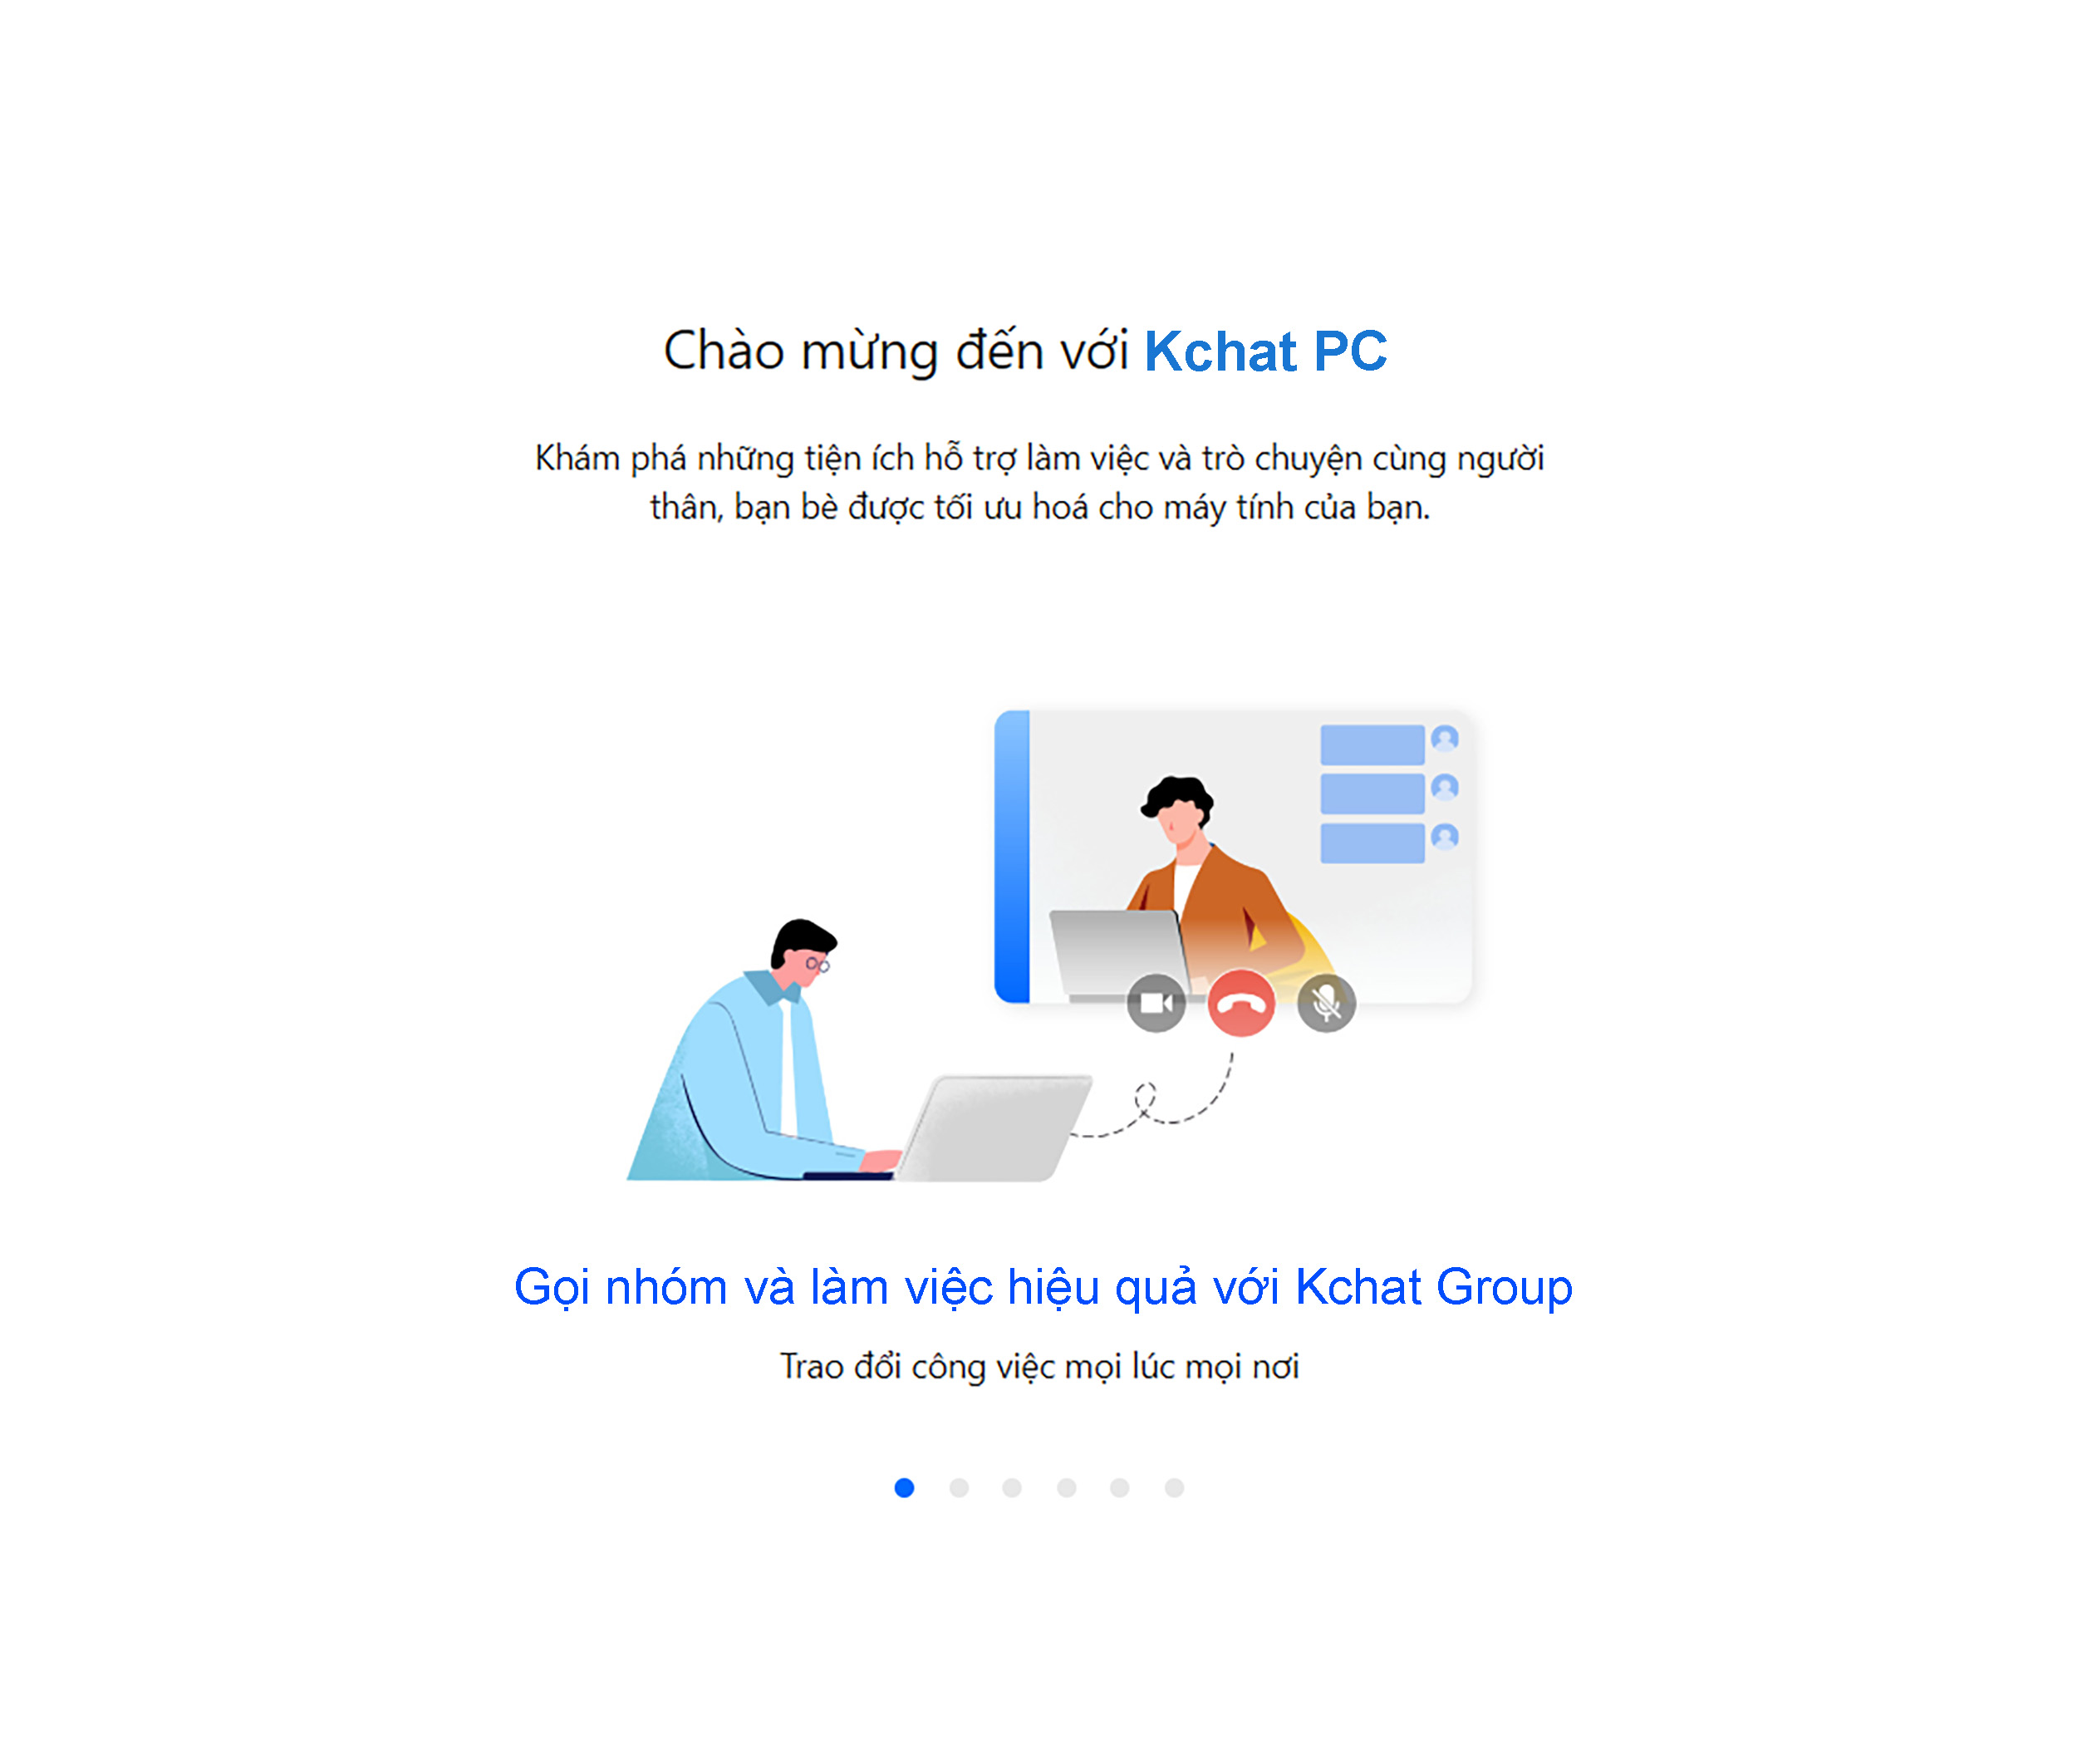 Chào mừng đến với Kchat PC
Khám phá những tiện ích hỗ trợ làm việc và trò chuyện cùng người
thân, bạn bè được tối ưu hoá cho máy tính của bạn.
Gọi nhóm và làm việc hiệu quả với Kchat Group
Trao đổi công việc mọi lúc mọi nơi